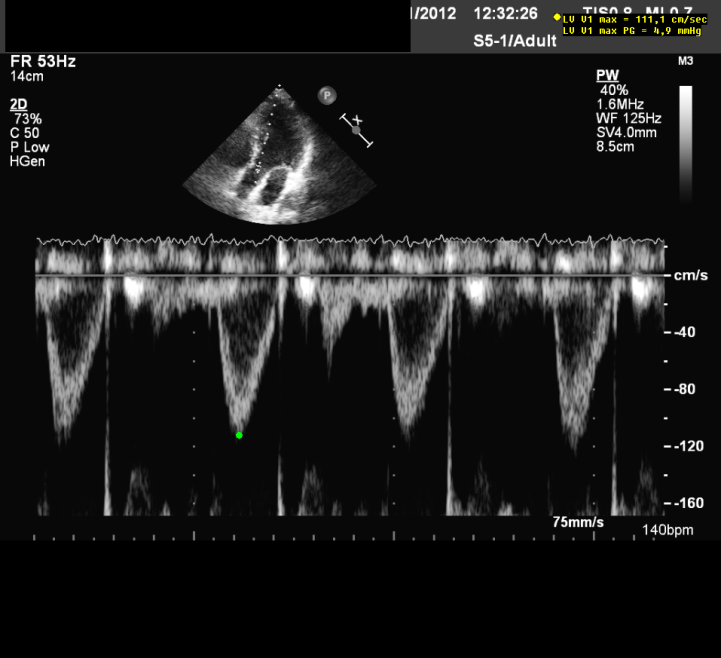 1/2012 12:32:26 TIS0.8 MI 0.7
LV V1 max = 111,1 cm/sec
LV V1 max PG = 4,9 mmHg
S5-1/Adult
FR 53Hz
14cm
M3
2D
73%
C 50
P Low
HGen
P
PW
40%
1.6MHz
WF 125Hz
SV4.0mm
8.5cm
cm/s
-40
-80
-120
-160
75mm/s
140bpm